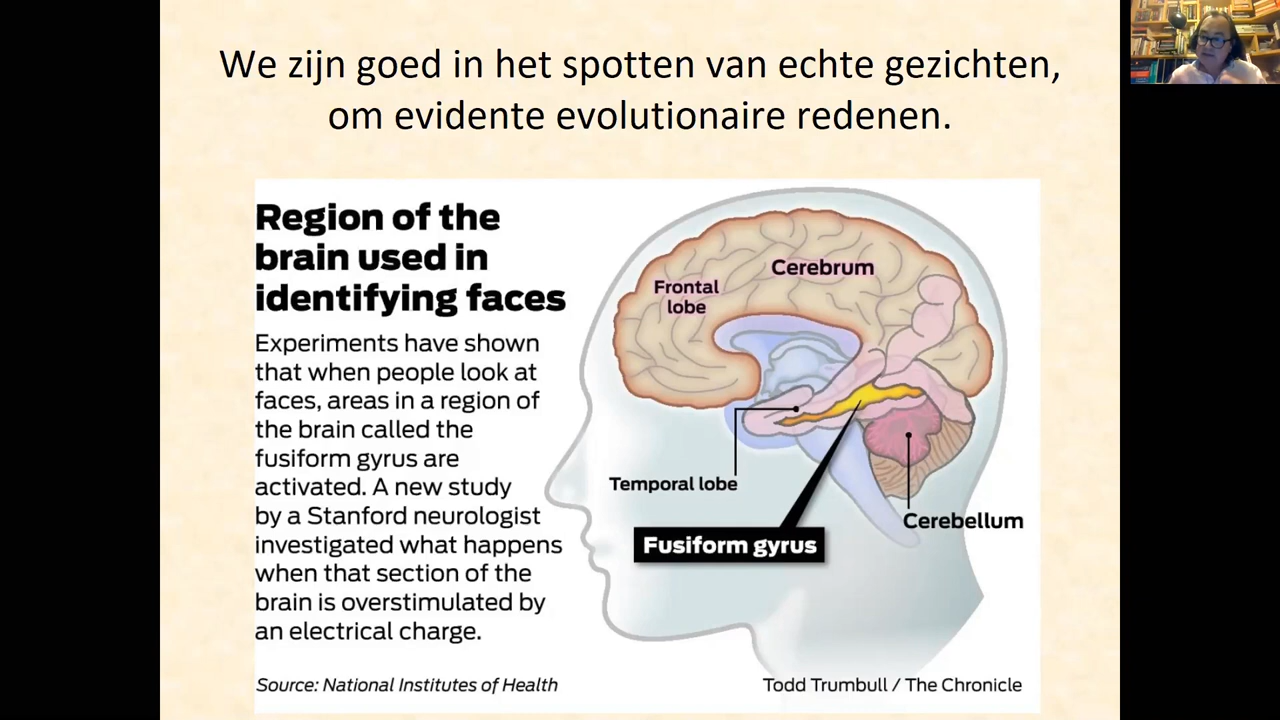 We zijn goed in het spotten van echte gezichten,
om evidente evolutionaire redenen.
Region of the
brain used in
identifying faces
Experiments have shown
that when people look at
faces, areas in a region of
the brain called the
fusiform gyrus are
activated. A new study
by a Stanford neurologist
investigated what happens
when that section of the
brain is overstimulated by
an electrical charge.
Source: National Institutes of Health
Cerebrum
Frontal
lobe
Temporal lobe
Fusiform gyrus
Cerebellum
Todd Trumbull / The Chronicle